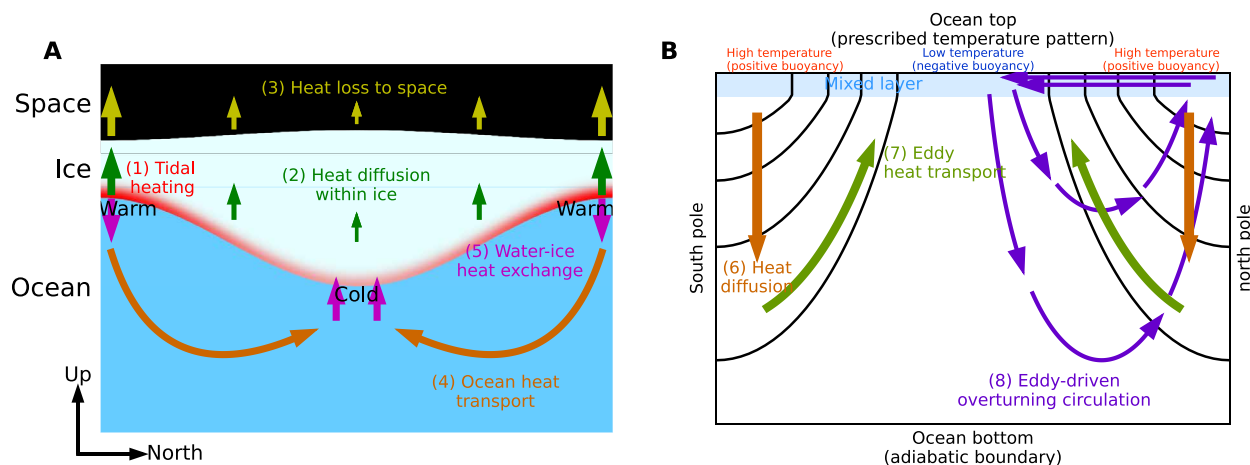 A
Space
Ice
Ocean
(3) Heat loss to space
(1) Tidal
heating
(2) Heat diffusion
within ice
Warm
Warm
(5) Water-ice
heat exchange
Cold
(4) Ocean heat
transport
Up
North
B
Ocean top
(prescribed temperature pattern)
High temperature
(positive buoyancy)
Low temperature
(negative buoyancy)
High temperature
(positive buoyancy)
Mixed layer
(7) Eddy
heat transport
South pole
north pole
(6) Heat
diffusion
(8) Eddy-driven
overturning circulation
Ocean bottom
(adiabatic boundary)